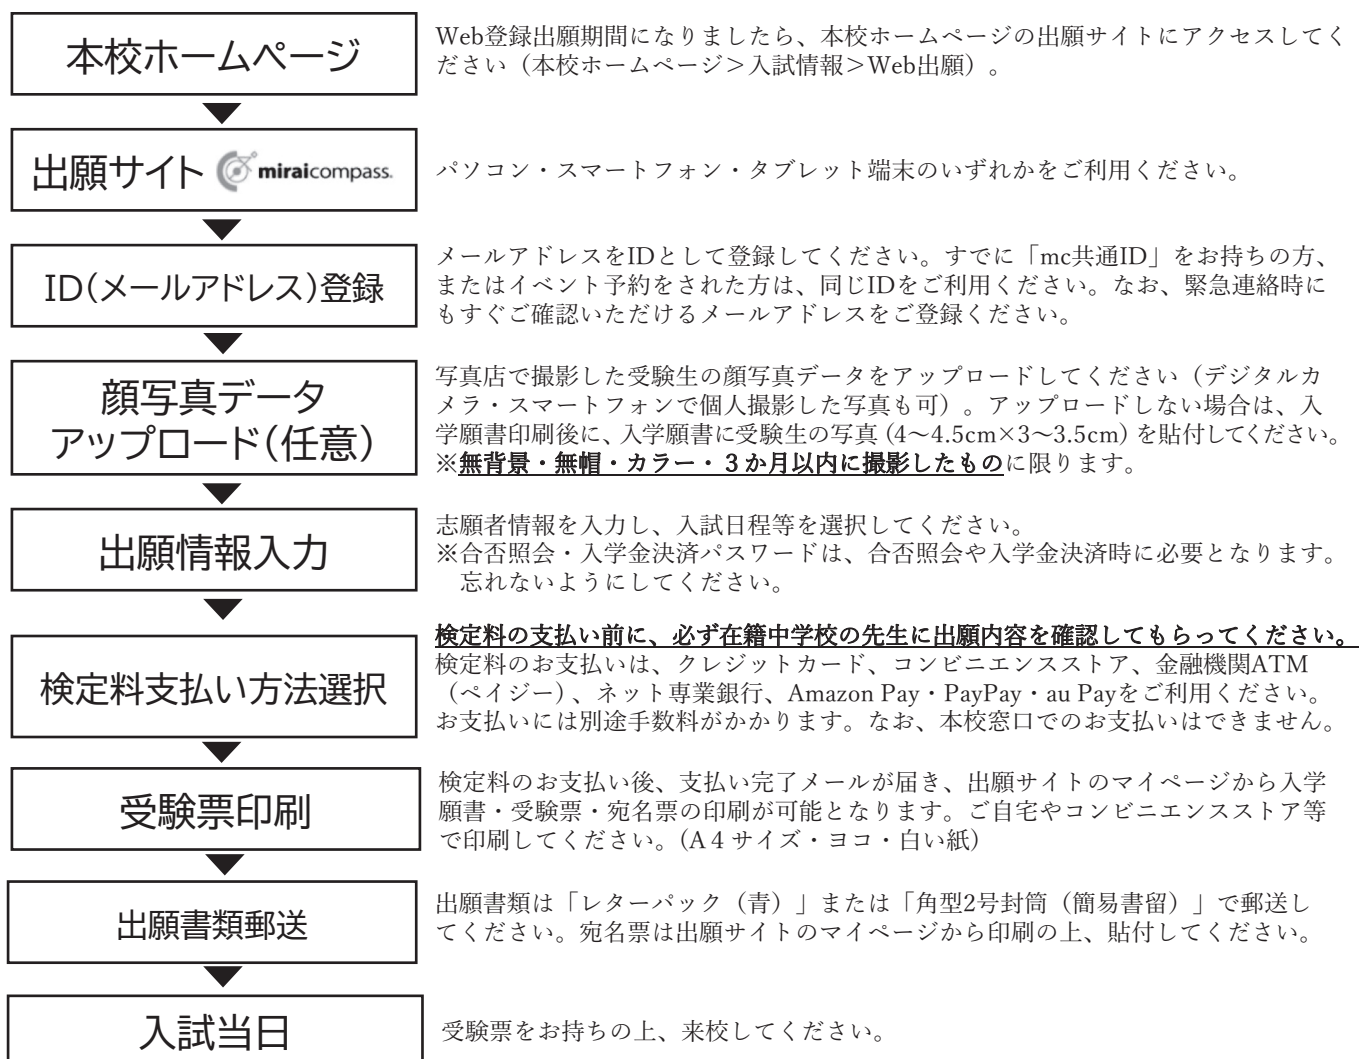 本校ホームページ
Web登録出願期間になりましたら、本校ホームページの出願サイトにアクセスしてく
ださい（本校ホームページ＞入試情報＞Web出願）。
出願サイト miraicompass.
パソコン・スマートフォン・タブレット端末のいずれかをご利用ください。
ID（メールアドレス）登録
メールアドレスをIDとして登録してください。すでに「mc共通ID」をお持ちの方、
またはイベント予約をされた方は、同じIDをご利用ください。なお、緊急連絡時に
もすぐご確認いただけるメールアドレスをご登録ください。
顔写真データ
アップロード（任意）
写真店で撮影した受験生の顔写真データをアップロードしてください（デジタルカ
メラ・スマートフォンで個人撮影した写真も可）。アップロードしない場合は、入
学願書印刷後に、入学願書に受験生の写真（4～4.5cm×3～3.5cm）を貼付してください。
※無背景・無帽・カラー・３か月以内に撮影したものに限ります。
出願情報入力
志願者情報を入力し、入試日程等を選択してください。
※合否照会・入学金決済パスワードは、合否照会や入学金決済時に必要となります。
忘れないようにしてください。
検定料支払い方法選択
検定料の支払い前に、必ず在籍中学校の先生に出願内容を確認してもらってください。
検定料のお支払いは、クレジットカード、コンビニエンスストア、金融機関ATM
（ペイジー）、ネット専業銀行、Amazon Pay・PayPay・au Payをご利用ください。
お支払いには別途手数料がかかります。なお、本校窓口でのお支払いはできません。
受験票印刷
検定料のお支払い後、支払い完了メールが届き、出願サイトのマイページから入学
願書・受験票・宛名票の印刷が可能となります。ご自宅やコンビニエンスストア等
で印刷してください。(A４サイズ・ヨコ・白い紙)
出願書類郵送
出願書類は「レターパック（青）」または「角型2号封筒（簡易書留）」で郵送し
てください。宛名票は出願サイトのマイページから印刷の上、貼付してください。
入試当日
受験票をお持ちの上、来校してください。